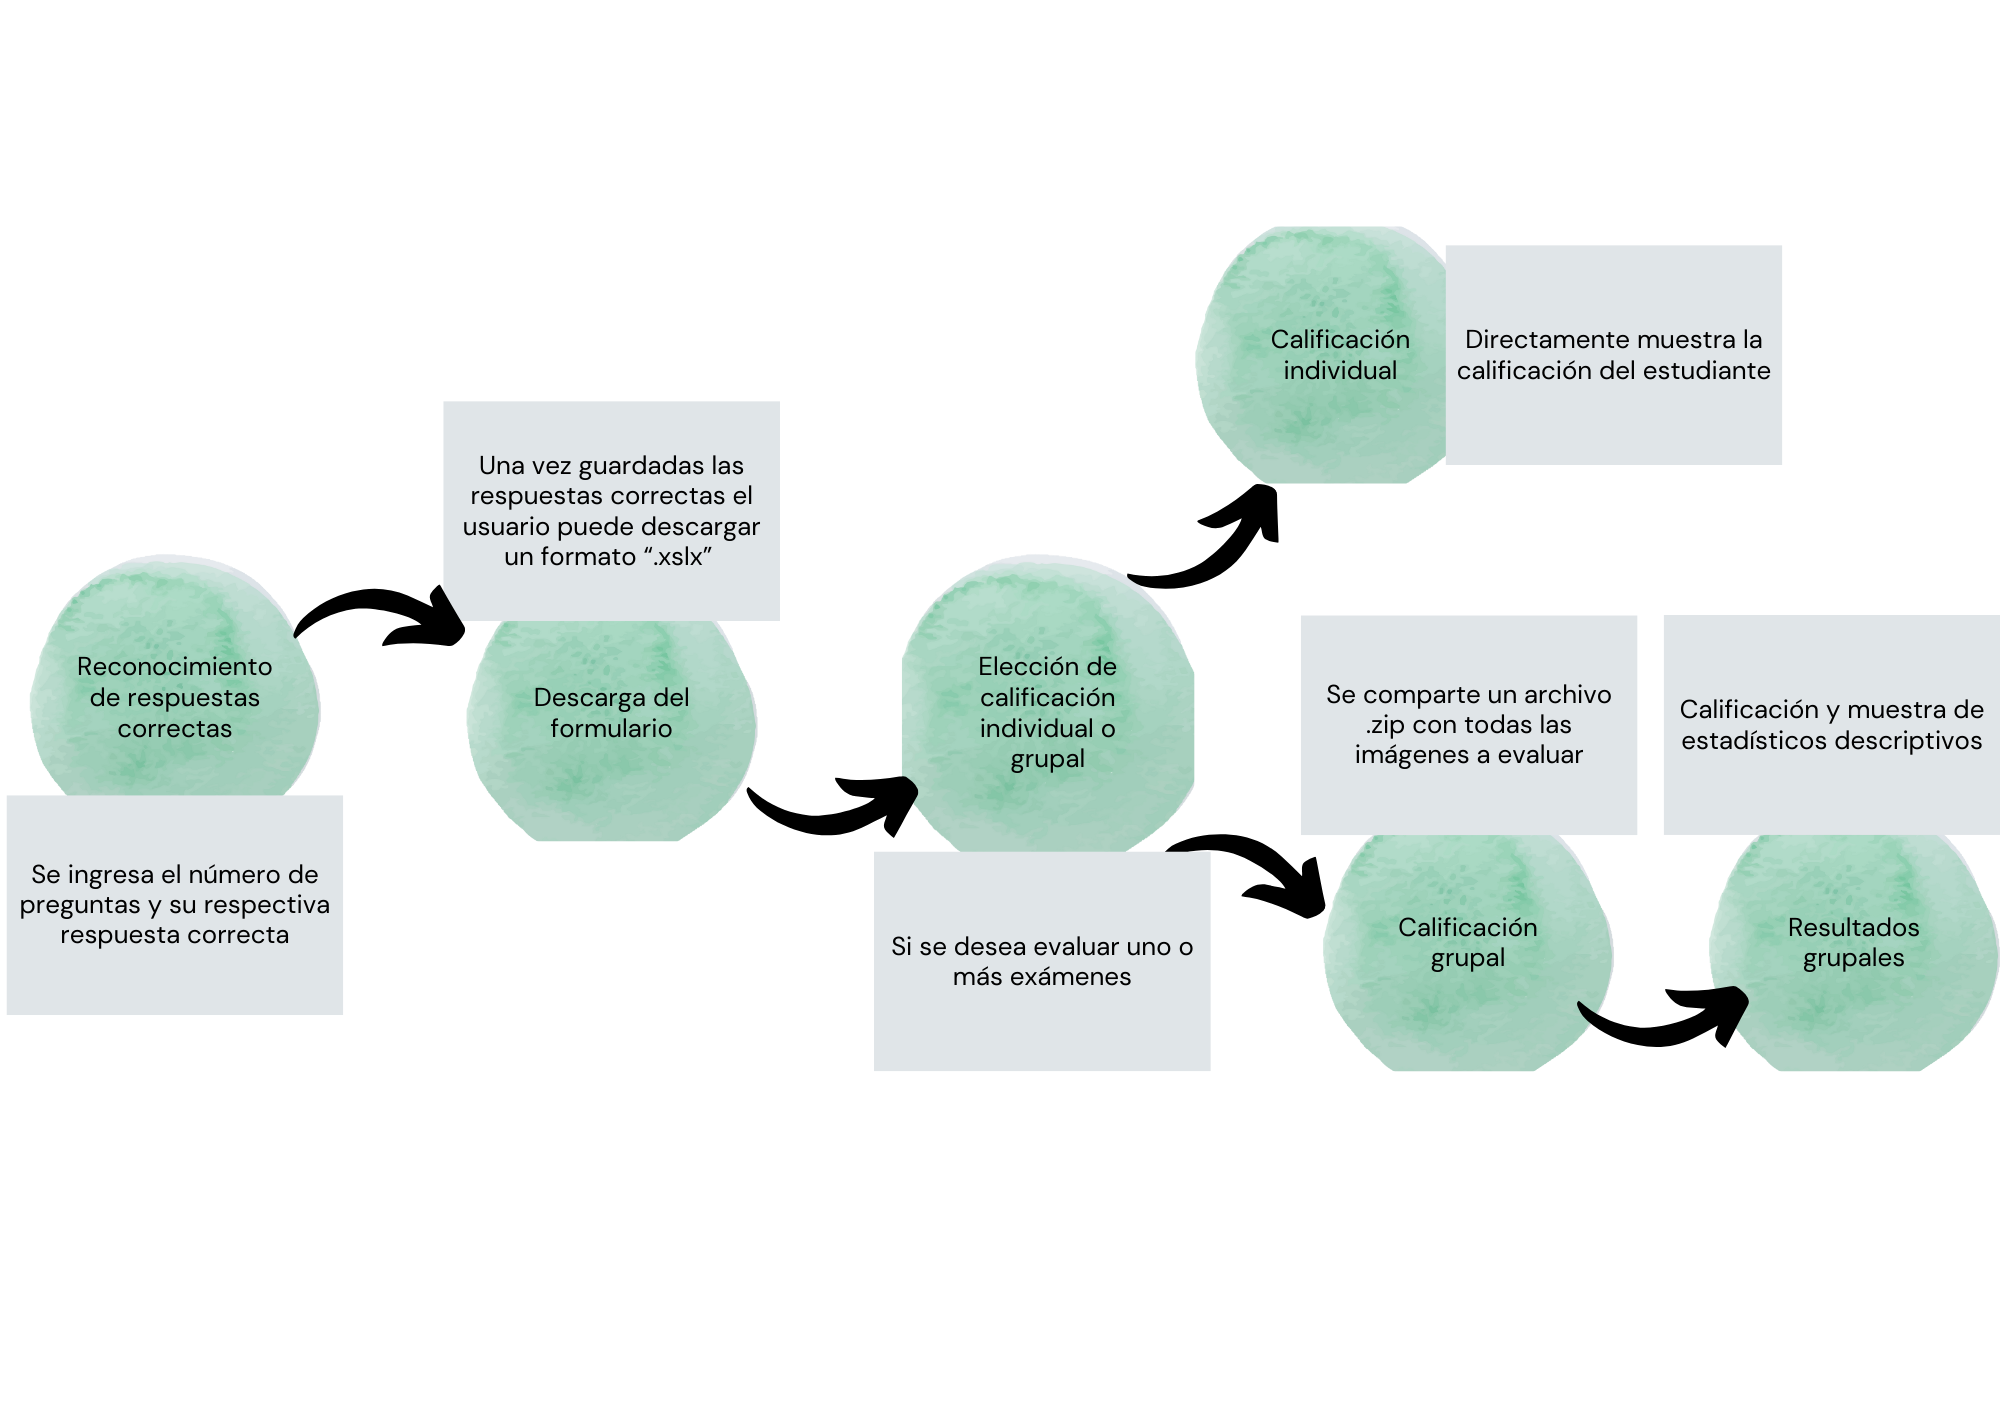 Reconocimiento
de respuestas
correctas
Se ingresa el número de
preguntas y su respectiva
respuesta correcta
Una vez guardadas las
respuestas correctas el
usuario puede descargar
un formato “.xslx”
Descarga del
formulario
Elección de
calificación
individual o
grupal
Si se desea evaluar uno o
más exámenes
Calificación
individual
Directamente muestra la
calificación del estudiante
Se comparte un archivo
.zip con todas las
imágenes a evaluar
Calificación
grupal
Calificación y muestra de
estadísticos descriptivos
Resultados
grupales